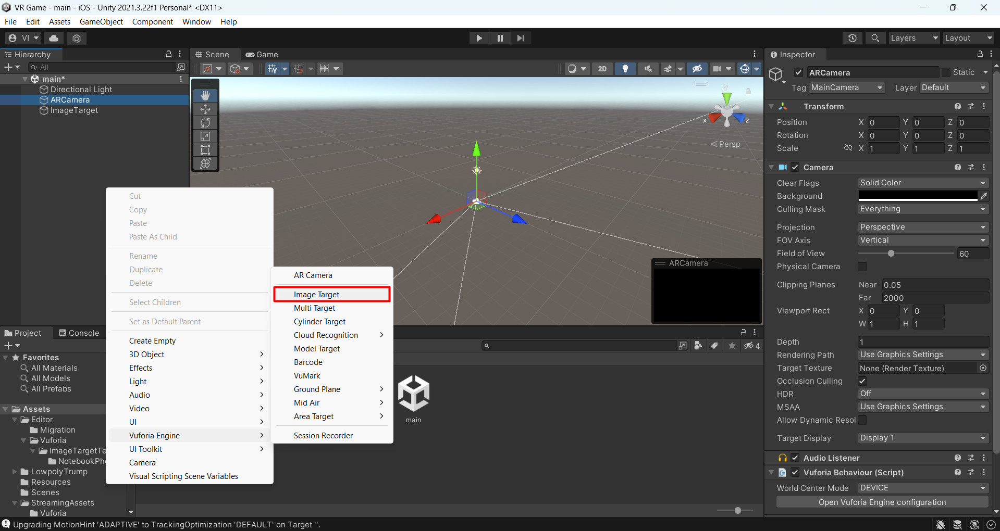 VR Game - main - iOS - Unity 2021.3.22f1 Personal* <DX11>
File Edit Assets GameObject Component Window Help
VI
Layers
Layout
Hierarchy
All
main*
Directional Light
ARCamera
ImageTarget
Scene
Game
2D
y
x
z
Persp
ARCamera
Cut
Copy
Paste
Paste As Child
Rename
Duplicate
Delete
Select Children
Set as Default Parent
Create Empty
3D Object
Effects
Light
Audio
Video
UI
Vuforia Engine
UI Toolkit
Camera
Visual Scripting Scene Variables
AR Camera
Image Target
Multi Target
Cylinder Target
Cloud Recognition
Model Target
Barcode
VuMark
Ground Plane
Mid Air
Area Target
Session Recorder
Project
Console
4
Favorites
All Materials
All Models
All Prefabs
Assets
Editor
Migration
Vuforia
ImageTargetTe
NotebookPh
LowpolyTrump
Resources
Scenes
StreamingAssets
Vuforia
main
Inspector
ARCamera
Static
Tag MainCamera Layer Default
Transform
Position X 0 Y 0 Z 0
Rotation X 0 Y 0 Z 0
Scale X 1 Y 1 Z 1
Camera
Clear Flags Solid Color
Background
Culling Mask Everything
Projection Perspective
FOV Axis Vertical
Field of View 60
Physical Camera
Clipping Planes Near 0.05
Far 2000
Viewport Rect X 0 Y 0
W 1 H 1
Depth 1
Rendering Path Use Graphics Settings
Target Texture None (Render Texture)
Occlusion Culling
HDR Off
MSAA Use Graphics Settings
Allow Dynamic Resol
Target Display Display 1
Audio Listener
Vuforia Behaviour (Script)
World Center Mode DEVICE
Open Vuforia Engine configuration
Upgrading MotionHint 'ADAPTIVE' to TrackingOptimization 'DEFAULT' on Target ''.